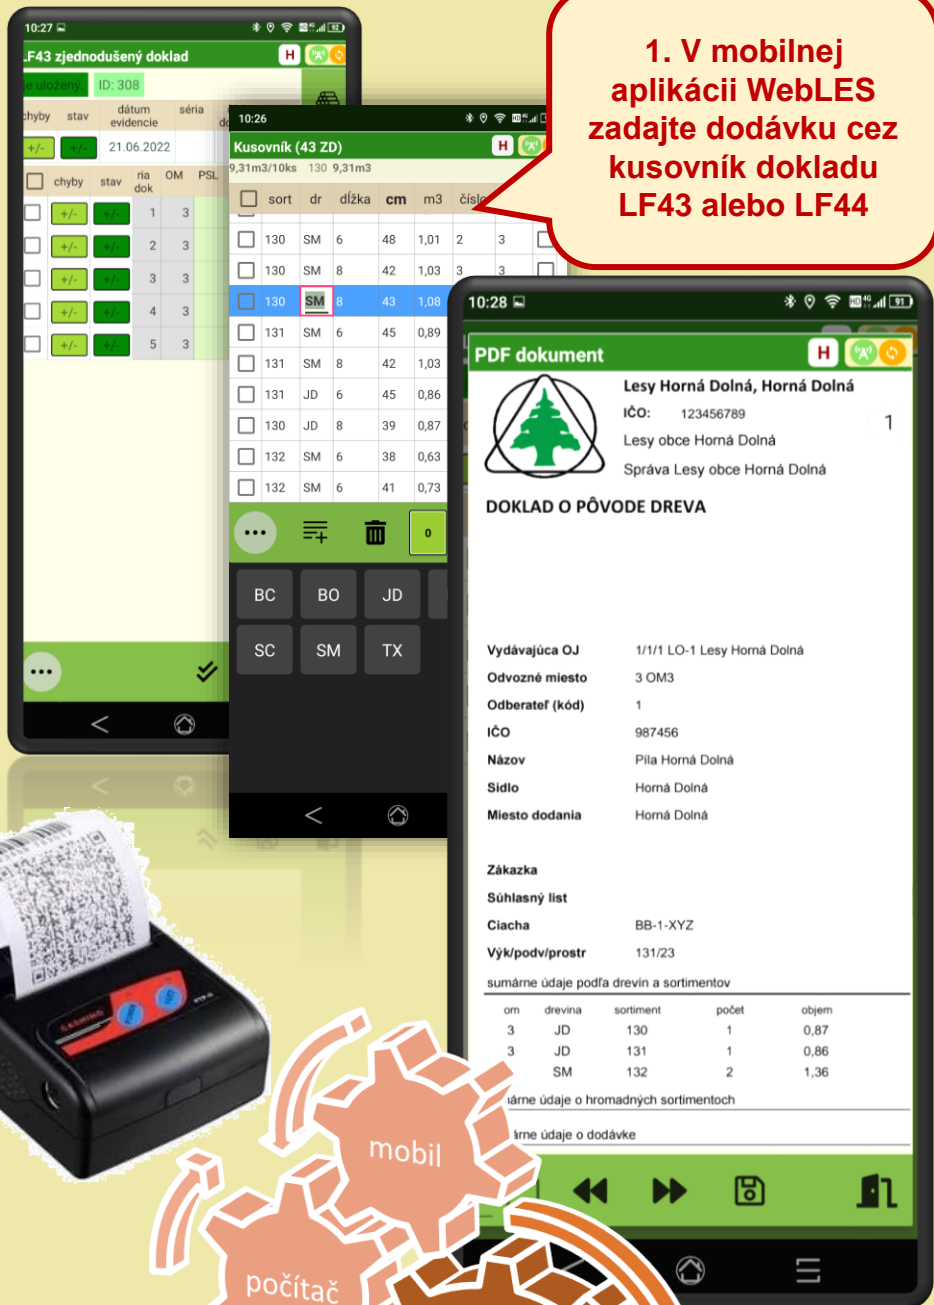 1. V mobilnej
aplikácii WebLES
zadajte dodávku cez
kusovník dokladu
LF43 alebo LF44
10:27
LF43 zjednodušený doklad H
ID: 308
chyby stav dátum evidencie séria
+/- +/- 21.06.2022
chyby stav ria dok OM PSL
+/- +/- 1 3
+/- +/- 2 3
+/- +/- 3 3
+/- +/- 4 3
+/- +/- 5 3
10:26
Kusovník (43 ZD) H
9,31m3/10ks 130 9,31m3
sort dr dĺžka cm m3 číslo
130 SM 6 48 1,01 2 3
130 SM 8 42 1,03 3 3
130 SM 8 43 1,08
131 SM 6 45 0,89
131 SM 8 42 1,03
131 JD 6 45 0,86
130 JD 8 39 0,87
132 SM 6 38 0,63
132 SM 6 41 0,73
0
BC BO JD
SC SM TX
10:28 91
PDF dokument H
Lesy Horná Dolná, Horná Dolná
IČO: 123456789
1
Lesy obce Horná Dolná
Správa Lesy obce Horná Dolná
DOKLAD O PÔVODE DREVA
Vydávajúca OJ 1/1/1 LO-1 Lesy Horná Dolná
Odvozné miesto 3 OM3
Odberateľ (kód) 1
IČO 987456
Názov Píla Horná Dolná
Sídlo Horná Dolná
Miesto dodania Horná Dolná
Zákazka
Súhlasný list
Ciacha BB-1-XYZ
Výk/podv/prostr 131/23
sumárne údaje podľa drevín a sortimentov
om drevina sortiment počet objem
3 JD 130 1 0,87
3 JD 131 1 0,86
SM 132 2 1,36
údaje o hromadných sortimentoch
údaje o dodávke
CASHINO
mobil
počítač